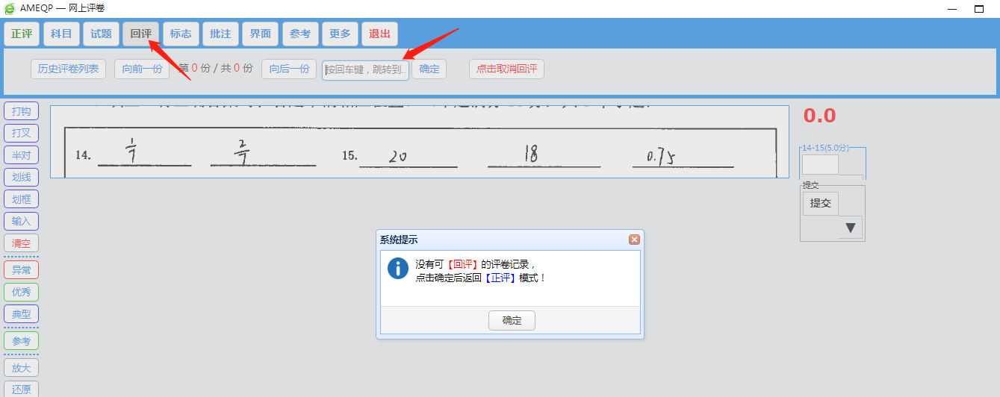 AMEQP — 网上评卷
正评 科目 试题 回评 标志 批注 界面 参考 更多 退出
历史评卷列表 向前一份 第 0 份 / 共 0 份 向后一份 按回车键，跳转到.. 确定 点击取消回评
打钩
打叉
半对
划线
划框
输入
清空
异常
优秀
典型
参考
放大
还原
14. 1/7 2/7 15. 20 18 0.75
0.0
14-15(5.0分)
提交
提交
▼
系统提示
没有可【回评】的评卷记录，
点击确定后返回【正评】模式！
确定